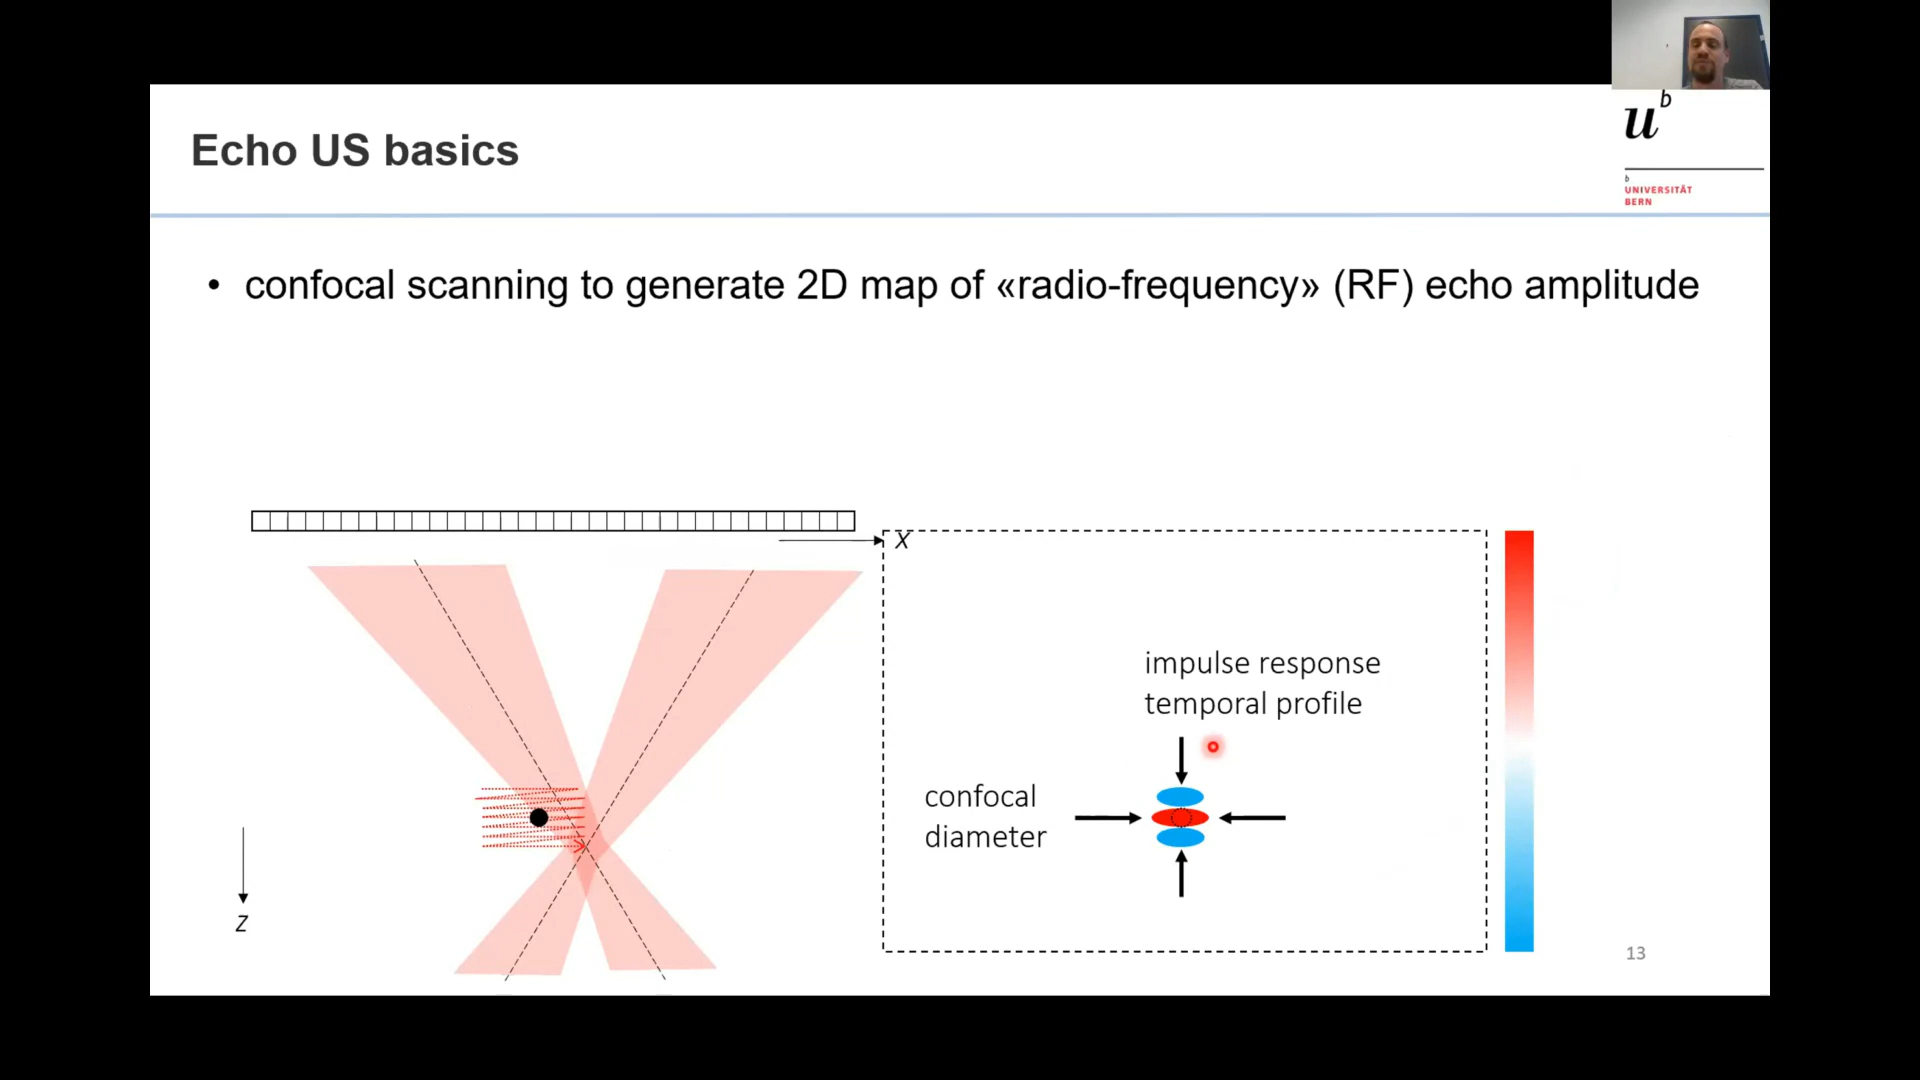 Echo US basics
u b
b
UNIVERSITÄT
BERN
• confocal scanning to generate 2D map of «radio-frequency» (RF) echo amplitude
X
impulse response
temporal profile
confocal
diameter
Z
13